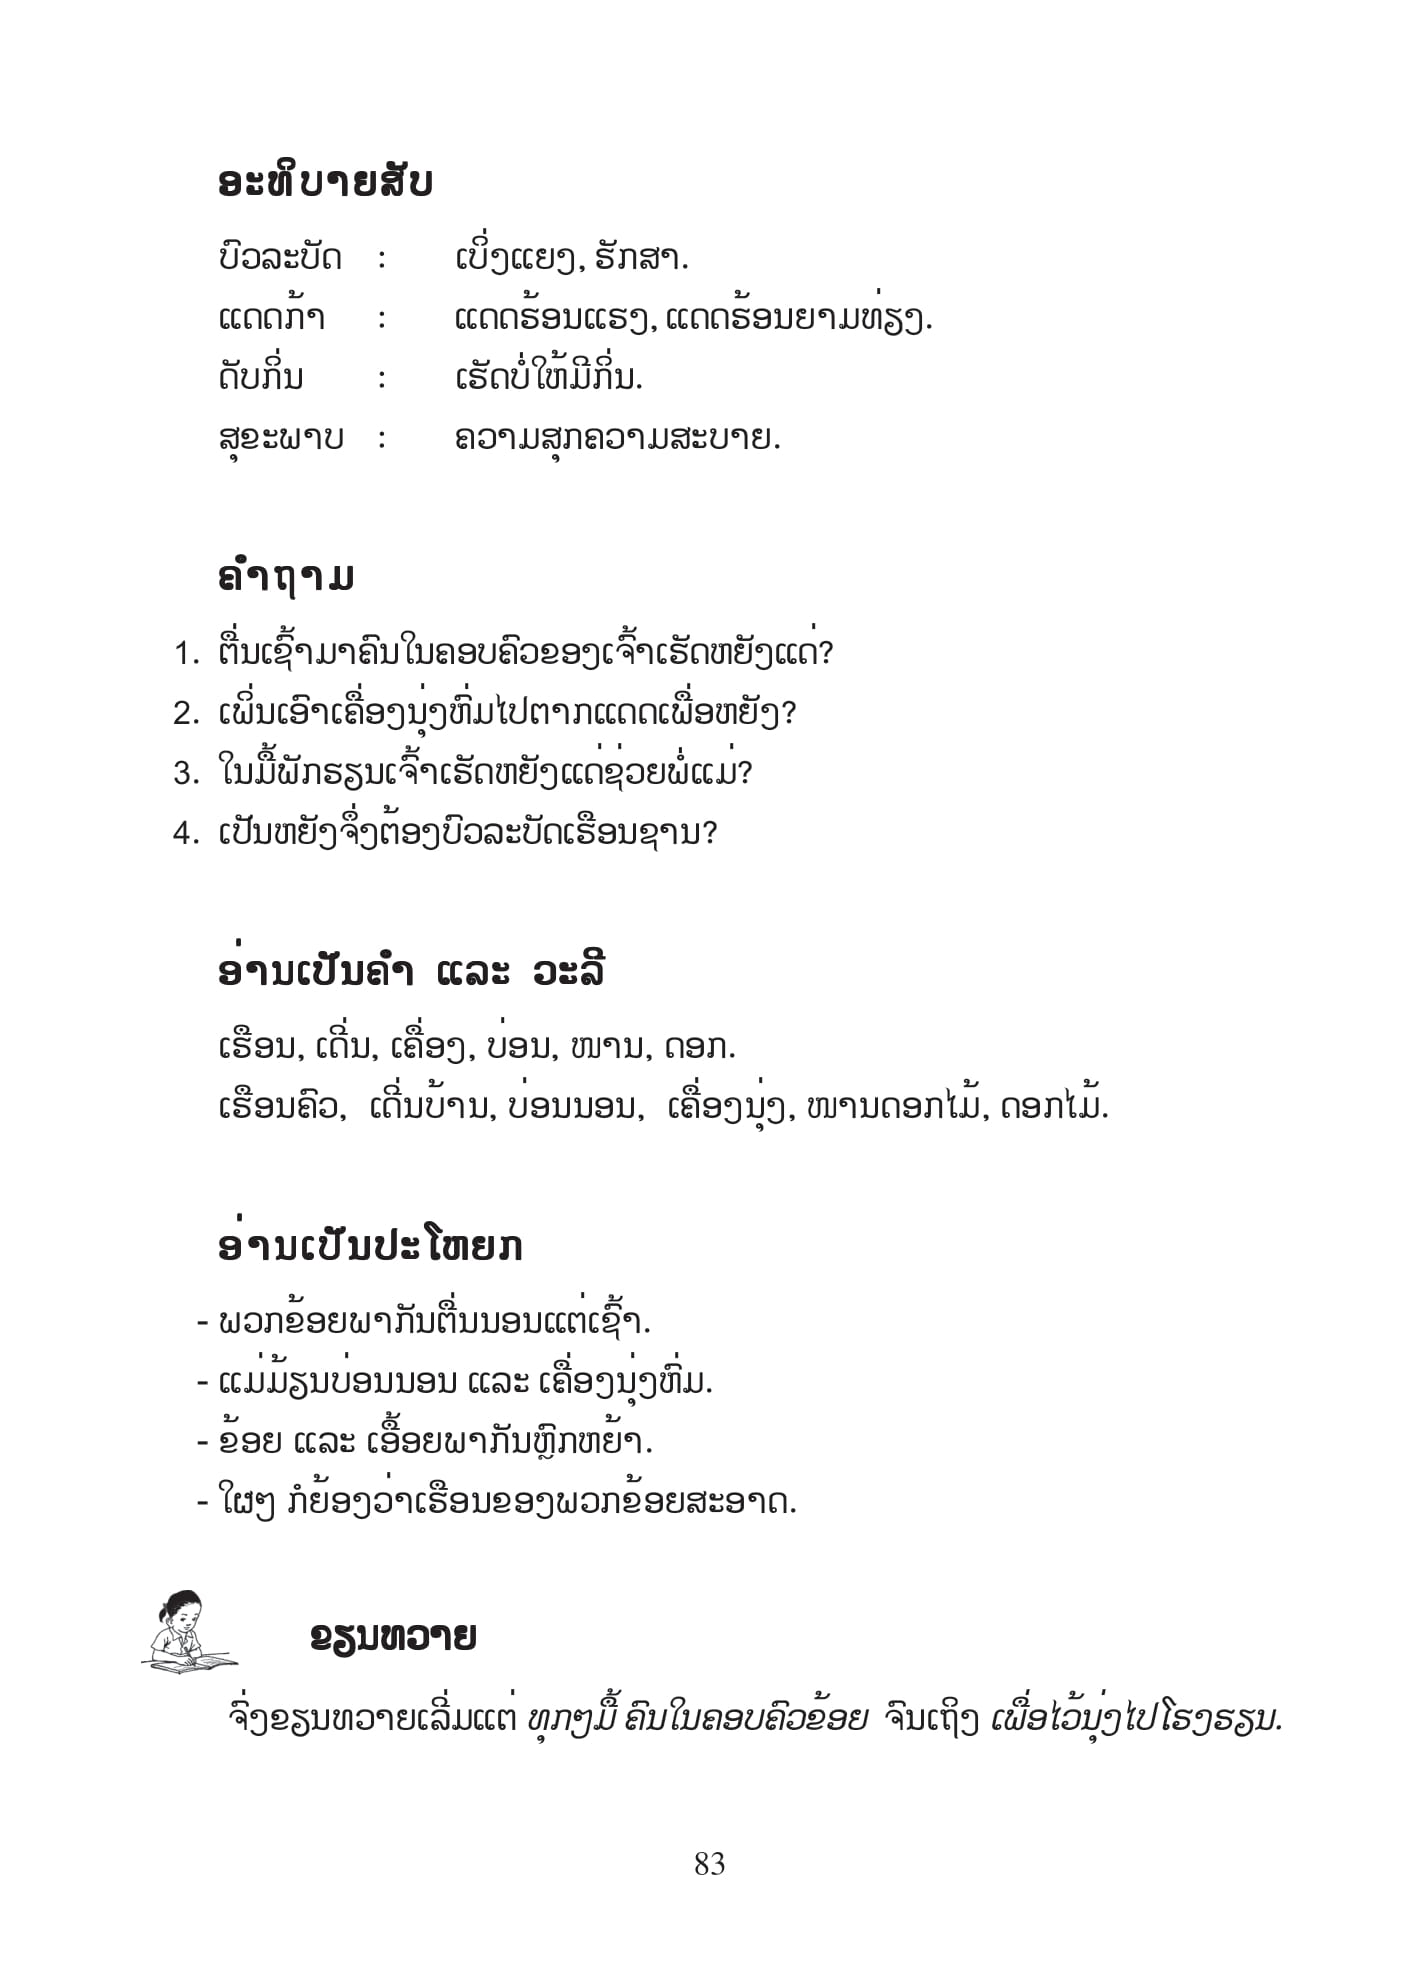 ອະທິບາຍສັບ
ບົວລະບັດ : ເບິ່ງແຍງ, ຮັກສາ.
ແດດກ້າ : ແດດຮ້ອນແຮງ, ແດດຮ້ອນຍາມທ່ຽງ.
ດັບກິ່ນ : ເຮັດບໍ່ໃຫ້ມີກິ່ນ.
ສຸຂະພາບ : ຄວາມສຸກຄວາມສະບາຍ.
ຄຳຖາມ
1. ຕື່ນເຊົ້າມາຄົນໃນຄອບຄົວຂອງເຈົ້າເຮັດຫຍັງແດ່?
2. ເພິ່ນເອົາເຄື່ອງນຸ່ງຫົ່ມໄປຕາກແດດເພື່ອຫຍັງ?
3. ໃນມື້ພັກຮຽນເຈົ້າເຮັດຫຍັງແດ່ຊ່ວຍພໍ່ແມ່?
4. ເປັນຫຍັງຈຶ່ງຕ້ອງບົວລະບັດເຮືອນຊານ?
ອ່ານເປັນຄຳ ແລະ ວະລີ
ເຮືອນ, ເດີ່ນ, ເຄື່ອງ, ບ່ອນ, ໜານ, ດອກ.
ເຮືອນຄົວ, ເດີ່ນບ້ານ, ບ່ອນນອນ, ເຄື່ອງນຸ່ງ, ໜານດອກໄມ້, ດອກໄມ້.
ອ່ານເປັນປະໂຫຍກ
- ພວກຂ້ອຍພາກັນຕື່ນນອນແຕ່ເຊົ້າ.
- ແມ່ມ້ຽນບ່ອນນອນ ແລະ ເຄື່ອງນຸ່ງຫົ່ມ.
- ຂ້ອຍ ແລະ ເອື້ອຍພາກັນຫຼົກຫຍ້າ.
- ໃຜໆ ກໍຍ້ອງວ່າເຮືອນຂອງພວກຂ້ອຍສະອາດ.
ຂຽນທວາຍ
ຈົ່ງຂຽນທວາຍເລີ່ມແຕ່ ທຸກໆມື້ ຄົນໃນຄອບຄົວຂ້ອຍ ຈົນເຖິງ ເພື່ອໄວ້ນຸ່ງໄປໂຮງຮຽນ.
83